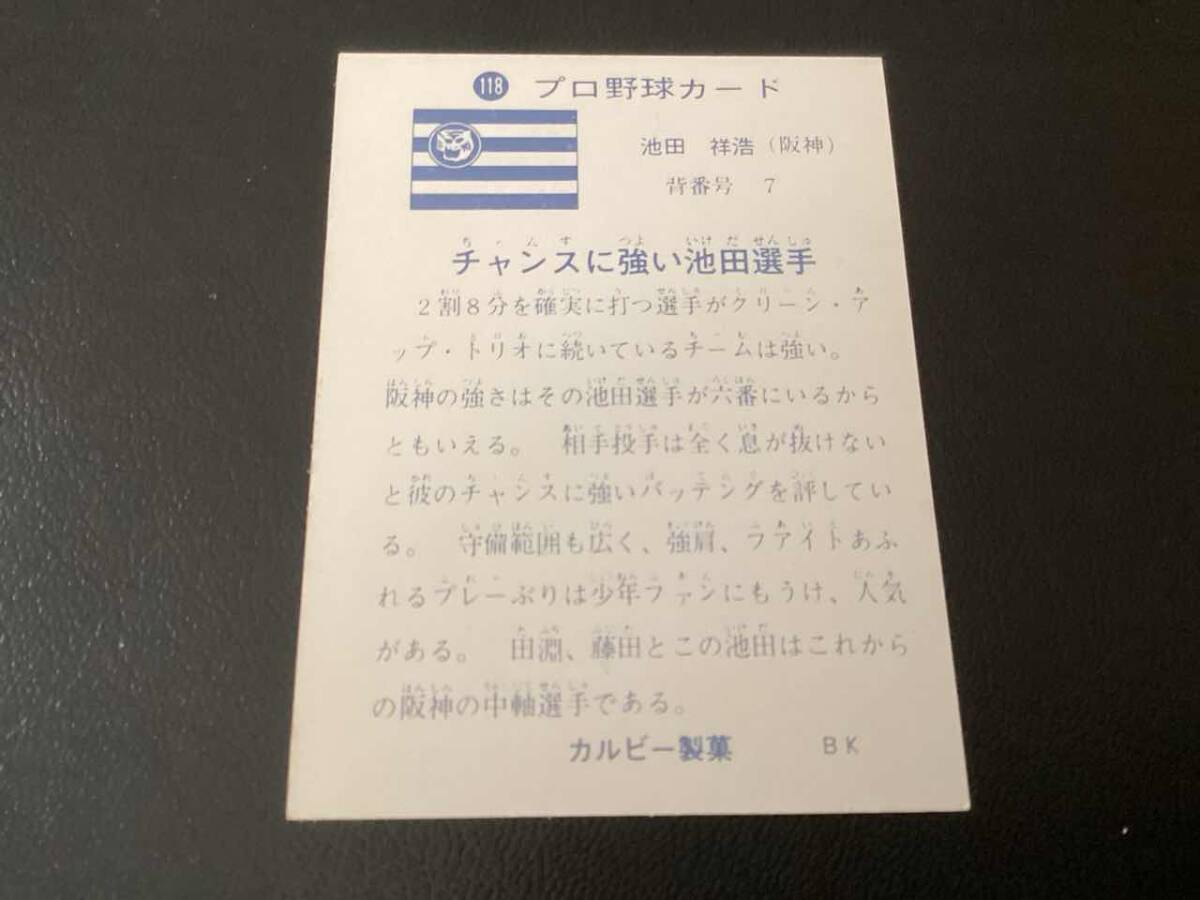 118 プロ野球カード
池田 祥浩(阪神)
背番号 7
チャンスに強い池田選手
2割8分を確実に打つ選手がクリーン・ア
ップ・トリオに続いているチームは強い。
阪神の強さはその池田選手が六番にいるから
ともいえる。 相手投手は全く息が抜けない
と彼のチャンスに強いバッテングを評してい
る。 守備範囲も広く、強肩、ファイトあふ
れるプレーぶりは少年ファンにもうけ、人気
がある。 田淵、藤田とこの池田はこれから
の阪神の中軸選手である。
カルビー製菓 BK